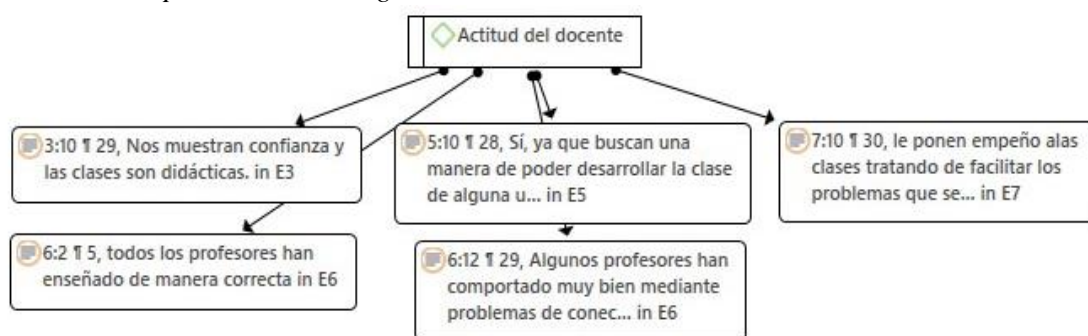 Actitud del docente
3:10 ¶ 29, Nos muestran confianza y
las clases son didácticas. in E3
5:10 ¶ 28, Sí, ya que buscan una
manera de poder desarrollar la clase
de alguna u... in E5
7:10 ¶ 30, le ponen empeño alas
clases tratando de facilitar los
problemas que se... in E7
6:2 ¶ 5, todos los profesores han
enseñado de manera correcta in E6
6:12 ¶ 29, Algunos profesores han
comportado muy bien mediante
problemas de conec... in E6